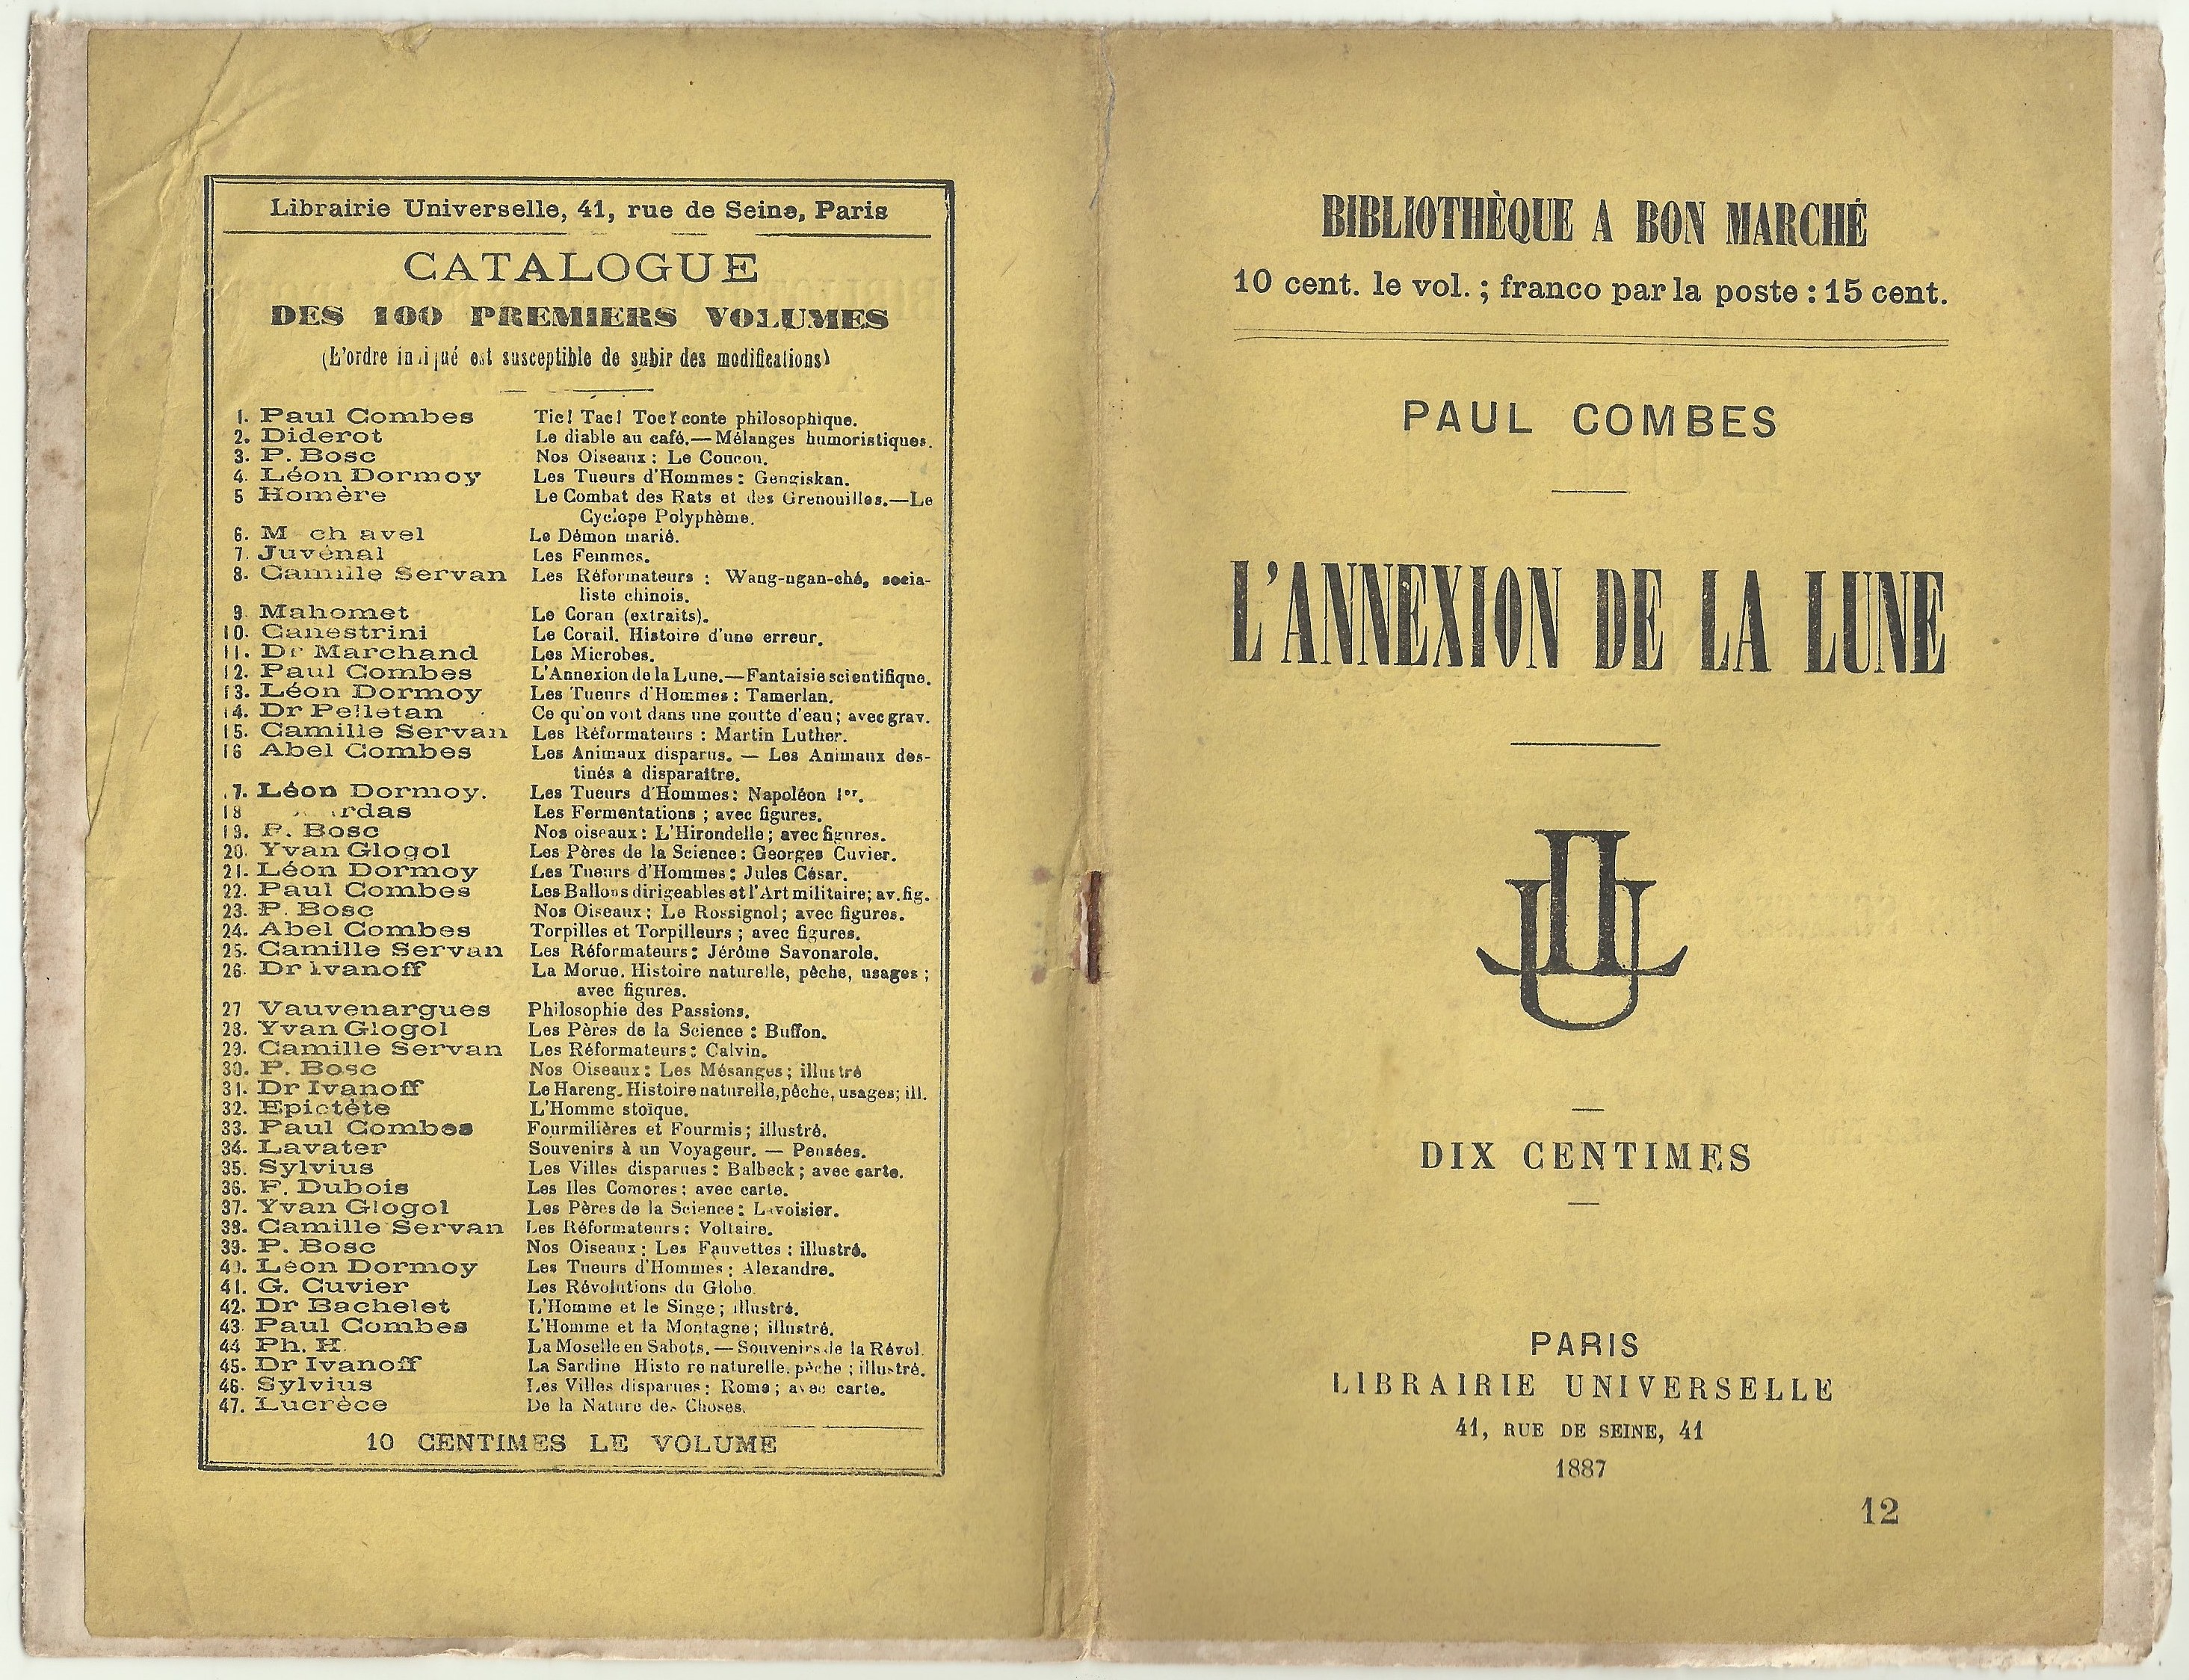 Librairie Universelle, 41, rue de Seine, Paris
CATALOGUE
DES 100 PREMIERS VOLUMES
(L'ordre indiqué est susceptible de subir des modifications)
1. Paul Combes Tic! Tac! Toc! conte philosophique.
2. Diderot Le diable au café.— Mélanges humoristiques.
3. P. Bosc Nos Oiseaux : Le Coucou.
4. Léon Dormoy Les Tueurs d'Hommes : Gengiskan.
5 Homère Le Combat des Rats et des Grenouilles.—Le
Cyclope Polyphème.
6. M ch avel Le Démon marié.
7. Juvénal Les Femmes.
8. Camille Servan Les Réformateurs : Wang-ngan-ché, socia-
liste chinois.
9. Mahomet Le Coran (extraits).
10. Canestrini Le Corail. Histoire d'une erreur.
11. Dr Marchand Les Microbes.
12. Paul Combes L'Annexion de la Lune.—Fantaisie scientifique.
13. Léon Dormoy Les Tueurs d'Hommes : Tamerlan.
14. Dr Pelletan Ce qu'on voit dans une goutte d'eau ; avec grav.
15. Camille Servan Les Réformateurs : Martin Luther.
16 Abel Combes Les Animaux disparus. — Les Animaux des-
tinés à disparaître.
17. Léon Dormoy. Les Tueurs d'Hommes : Napoléon 1er.
18 rdas Les Fermentations ; avec figures.
19. P. Bosc Nos oiseaux : L'Hirondelle ; avec figures.
20. Yvan Glogol Les Pères de la Science : Georges Cuvier.
21. Léon Dormoy Les Tueurs d'Hommes : Jules César.
22. Paul Combes Les Ballons dirigeables et l'Art militaire ; av. fig.
23. P. Bosc Nos Oiseaux : Le Rossignol ; avec figures.
24. Abel Combes Torpilles et Torpilleurs ; avec figures.
25. Camille Servan Les Réformateurs : Jérôme Savonarole.
26. Dr Ivanoff La Morue. Histoire naturelle, pêche, usages ;
avec figures.
27 Vauvenargues Philosophie des Passions.
28. Yvan Glogol Les Pères de la Science : Buffon.
29. Camille Servan Les Réformateurs : Calvin.
30. P. Bosc Nos Oiseaux : Les Mésanges ; illustré
31. Dr Ivanoff Le Hareng. Histoire naturelle, pêche, usages ; ill.
32. Epictète L'Homme stoïque.
33. Paul Combes Fourmilières et Fourmis ; illustré.
34. Lavater Souvenirs à un Voyageur. — Pensées.
35. Sylvius Les Villes disparues : Balbeck ; avec carte.
36. F. Dubois Les Iles Comores ; avec carte.
37. Yvan Glogol Les Pères de la Science : Lavoisier.
38. Camille Servan Les Réformateurs : Voltaire.
39. P. Bosc Nos Oiseaux : Les Fauvettes ; illustré.
40. Léon Dormoy Les Tueurs d'Hommes : Alexandre.
41. G. Cuvier Les Révolutions du Globe.
42. Dr Bachelet L'Homme et le Singe ; illustré.
43. Paul Combes L'Homme et la Montagne ; illustré.
44 Ph. H. La Moselle en Sabots. — Souvenirs de la Révol.
45. Dr Ivanoff La Sardine Histo re naturelle. pêche ; illustré.
46. Sylvius Les Villes disparues : Rome ; avec carte.
47. Lucrèce De la Nature des Choses.
10 CENTIMES LE VOLUME
BIBLIOTHÈQUE A BON MARCHÉ
10 cent. le vol. ; franco par la poste : 15 cent.
PAUL COMBES
L'ANNEXION DE LA LUNE
LU
DIX CENTIMES
PARIS
LIBRAIRIE UNIVERSELLE
41, RUE DE SEINE, 41
1887
12